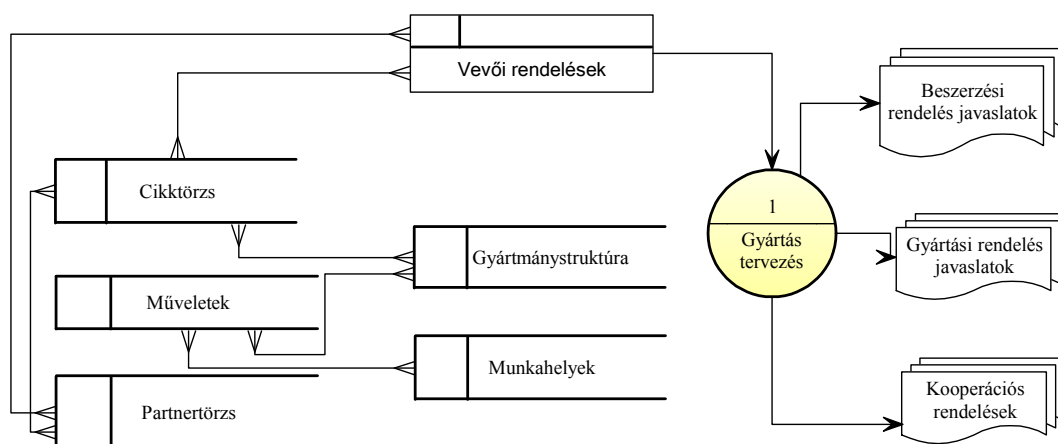 Vevői rendelések
Beszerzési
rendelés javaslatok
Cikktörzs
1
Gyártás
tervezés
Gyártmánystruktúra
Gyártási rendelés
javaslatok
Műveletek
Munkahelyek
Partnertörzs
Kooperációs
rendelések